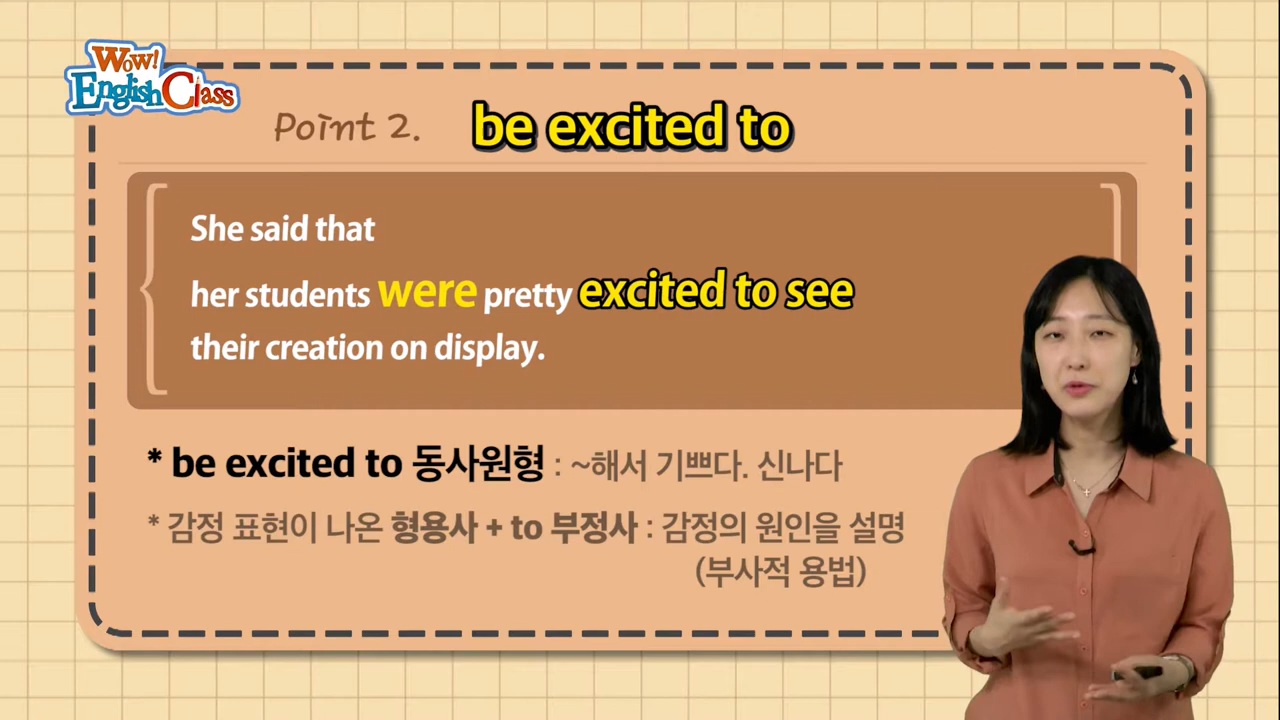 Wow!
English Class
Point 2. be excited to
She said that
her students were pretty excited to see
their creation on display.
* be excited to 동사원형 : ~해서 기쁘다. 신나다
* 감정 표현이 나온 형용사 + to 부정사 : 감정의 원인을 설명
(부사적 용법)